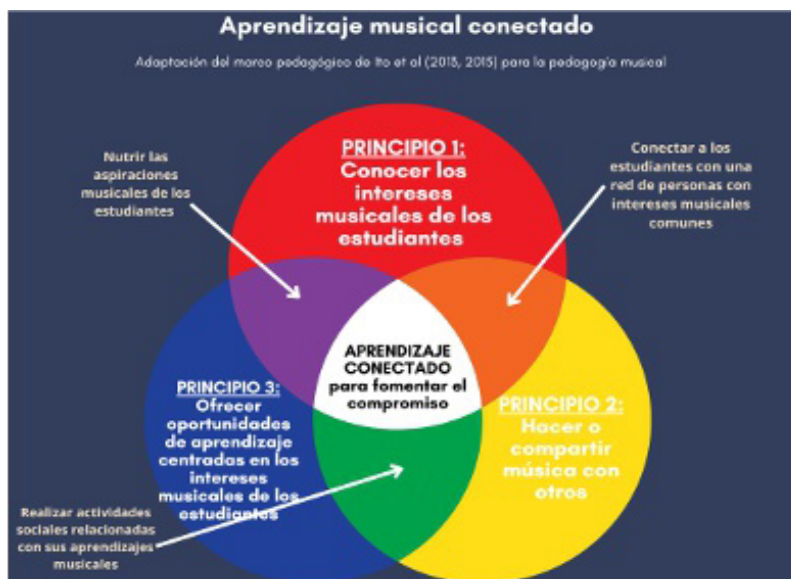 Aprendizaje musical conectado
Adaptación del marco pedagógico de Ito et al (2013, 2015) para la pedagogía musical
Nutrir las
aspiraciones
musicales de los
estudiantes
PRINCIPIO 1:
Conocer los
intereses
musicales de los
estudiantes
Conectar a los
estudiantes con una
red de personas con
intereses musicales
comunes
APRENDIZAJE
CONECTADO
para fomentar el
compromiso
PRINCIPIO 3:
Ofrecer
oportunidades
de aprendizaje
centradas en los
intereses
musicales de los
estudiantes
PRINCIPIO 2:
Hacer o
compartir
música con
otros
Realizar actividades
sociales relacionadas
con sus aprendizajes
musicales